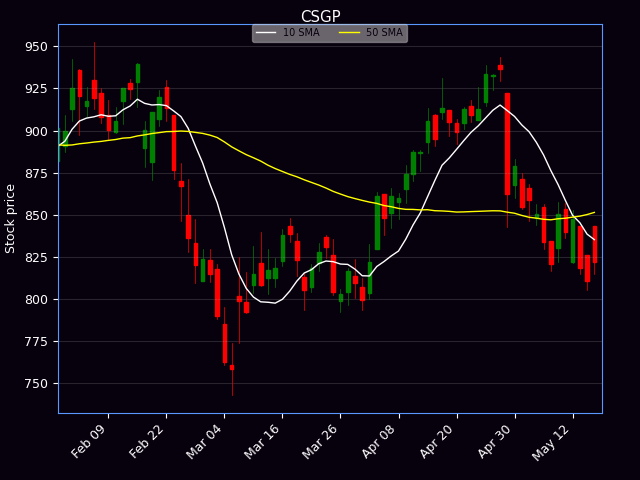 CSGP
10 SMA
50 SMA
Stock price
950
925
900
875
850
825
800
775
750
Feb 09
Feb 22
Mar 04
Mar 16
Mar 26
Apr 08
Apr 20
Apr 30
May 12